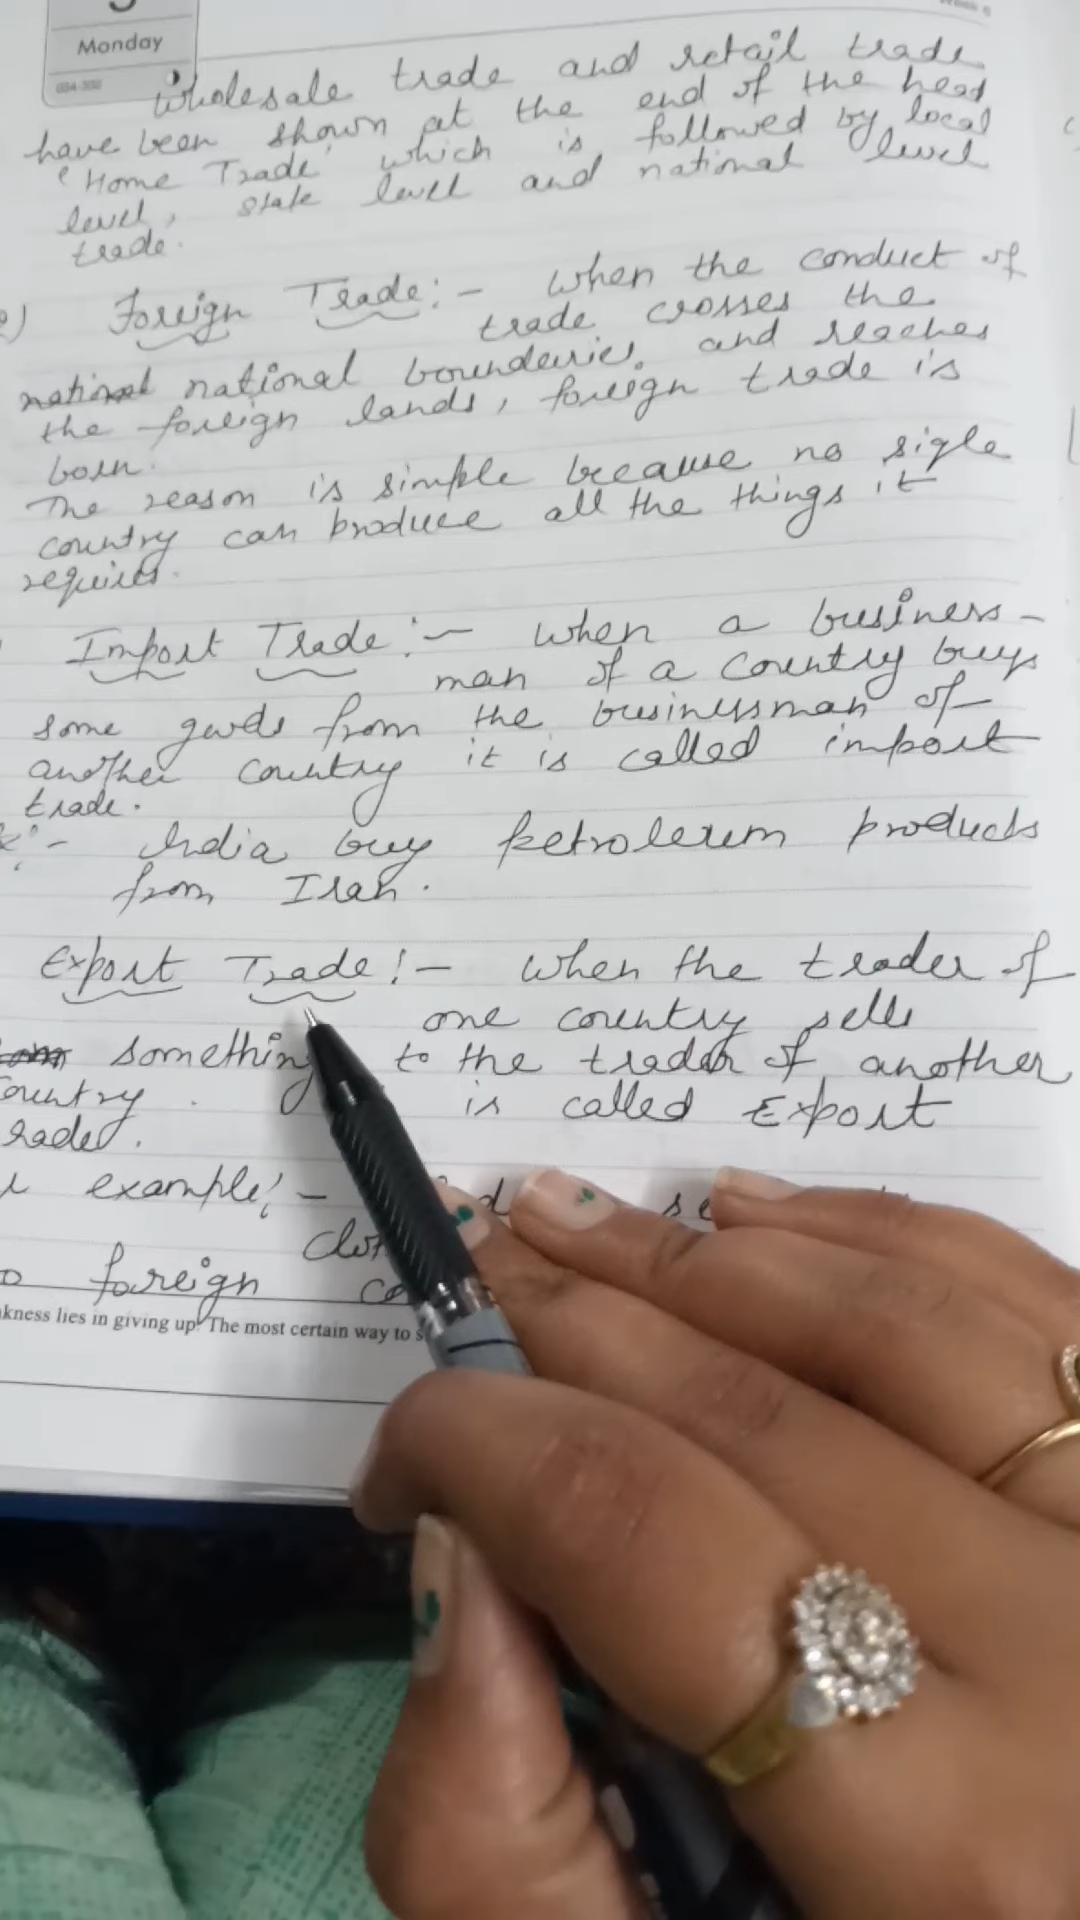 Monday
Wholesale trade and retail trade
have been shown at the end of the head
'Home Trade' which is followed by local
level, state level and national level
trade.
Foreign Trade:- When the conduct of
trade crosses the
national national bounderies. and reaches
the foreign lands, foreign trade is
born.
The reason is simple because no sigle
country can produce all the things it
requires.
Import Trade:- When a business-
man of a country buys
some goods from the businessman of
another country it is called import
trade.
India buy petroleum products
from Iran.
Export Trade:- When the trader of
one country sells
something to the trader of another
country. is called Export
trade.
example:-
foreign
lies in giving up. The most certain way to